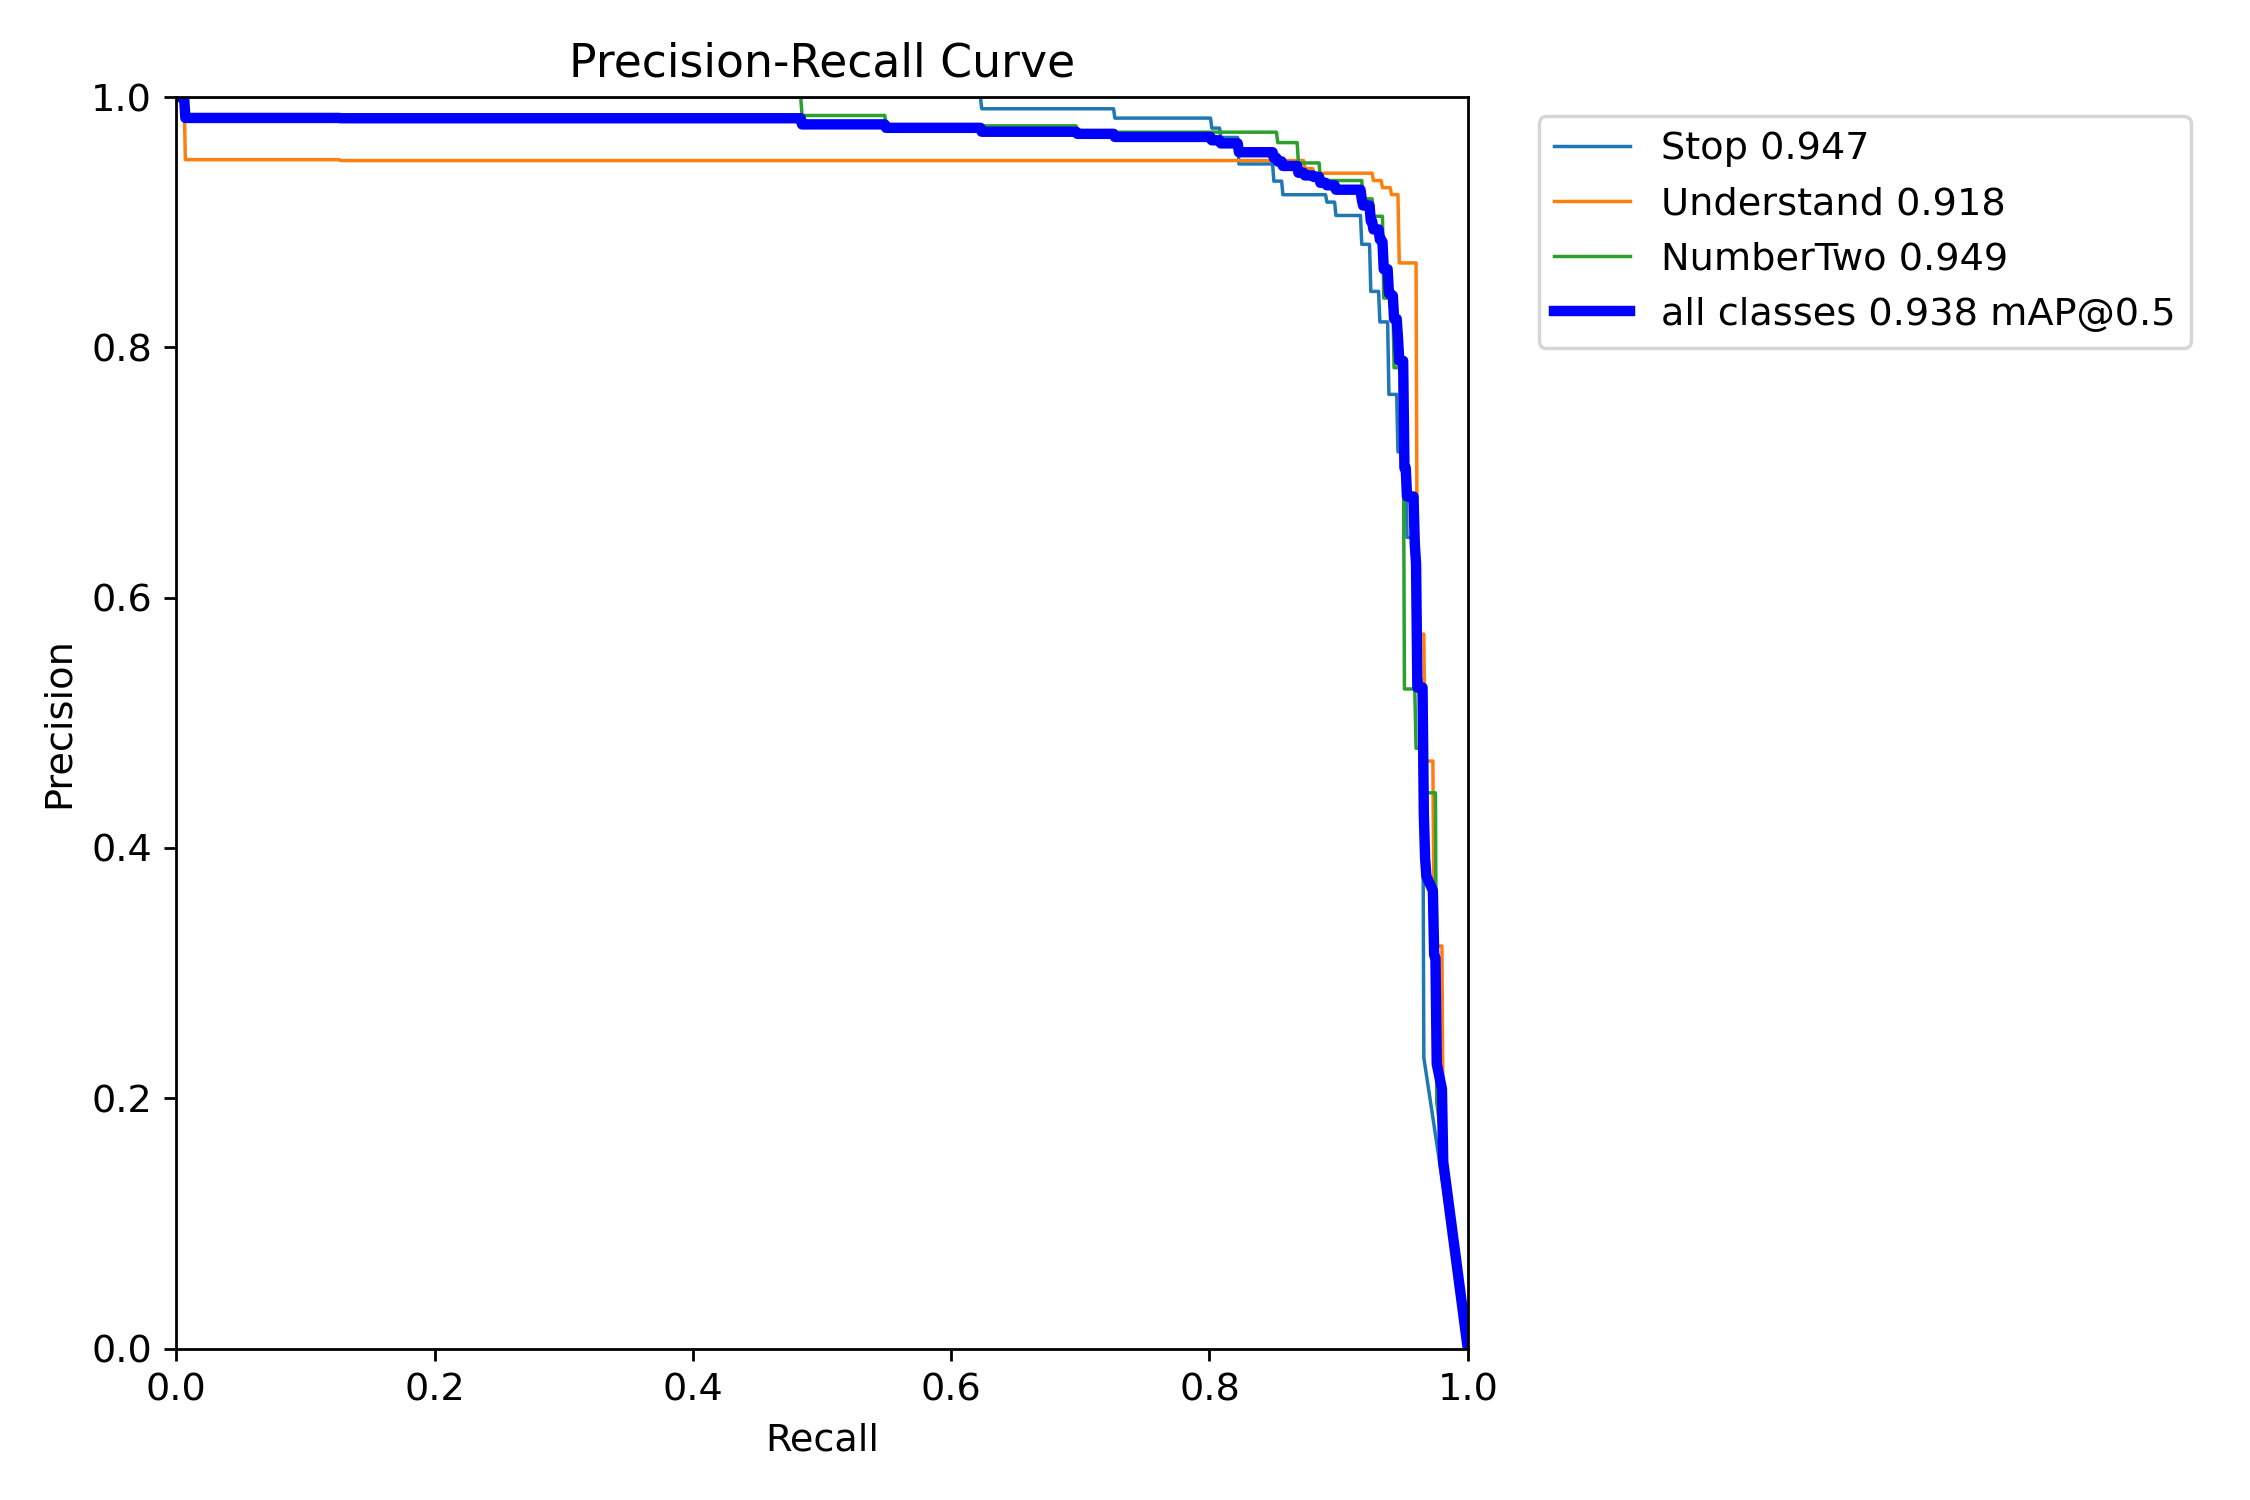 Precision-Recall Curve
1.0
0.8
0.6
0.4
0.2
0.0
Precision
0.0 0.2 0.4 0.6 0.8 1.0
Recall
Stop 0.947
Understand 0.918
NumberTwo 0.949
all classes 0.938 mAP@0.5